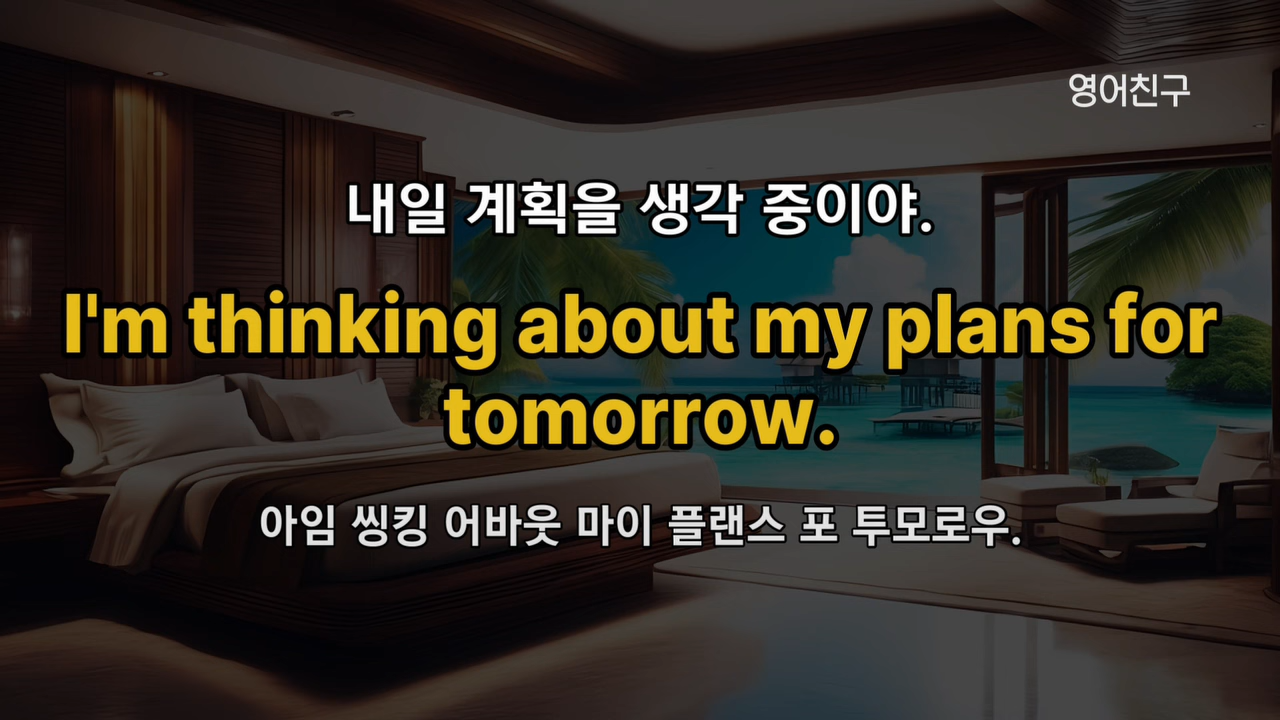 영어친구
내일 계획을 생각 중이야.
I'm thinking about my plans for
tomorrow.
아임 씽킹 어바웃 마이 플랜스 포 투모로우.